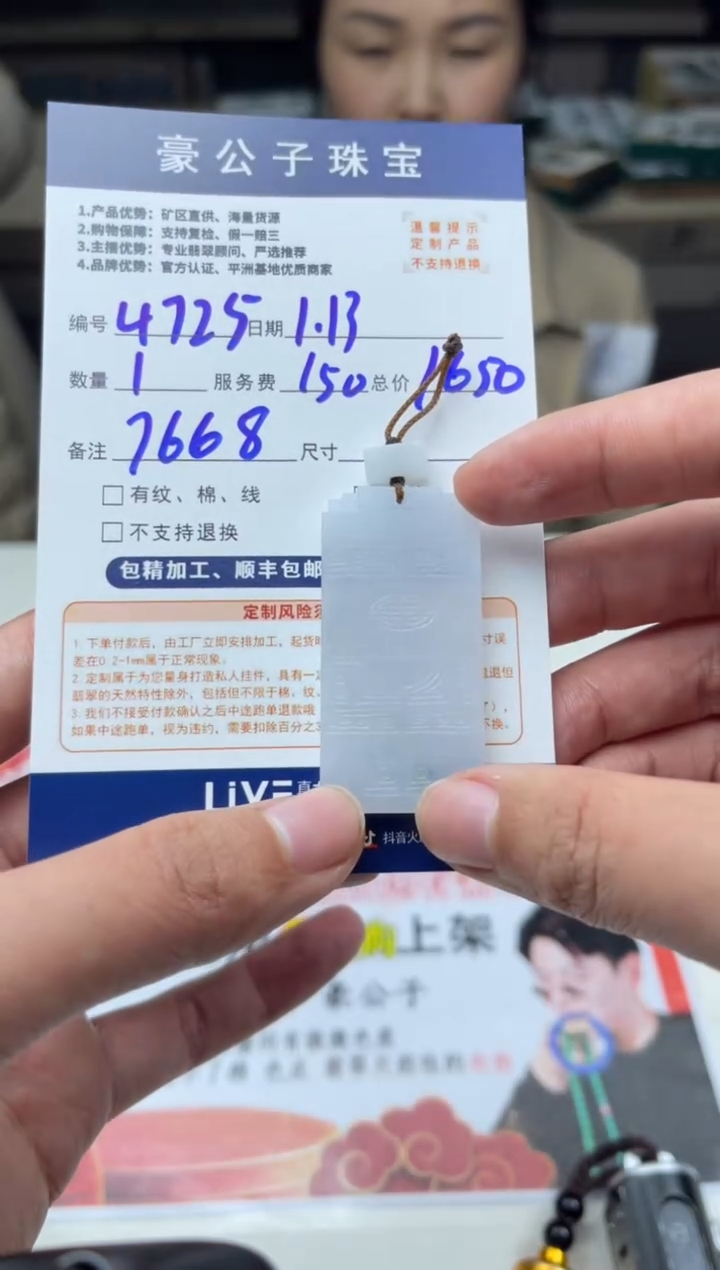 豪公子珠宝
1.产品优势：矿区直供、海量货源
2.购物保障：支持复检、假一赔三
3.主播优势：专业翡翠顾问、严选推荐
4.品牌优势：官方认证、平洲基地优质商家
温馨提示
定制产品
不支持退换
编号 4725 日期 1.13
数量 1 服务费 150 总价 1650
备注 7668 尺寸
有纹、棉、线
不支持退换
包精加工、顺丰包邮
定制风险
1 下单付款后，由工厂立即安排加工，起货
差在0.2-1mm属于正常现象。
2 定制属于为您量身打造私人挂件，具有一
翡翠的天然特性除外，包括但不限于棉，纹、
3 我们不接受付款确认之后中途跑单退款哦
如果中途跑单，视为违约，需要扣除百分之
寸误
退但
不换。
LiVE
抖音火
上架
豪公子